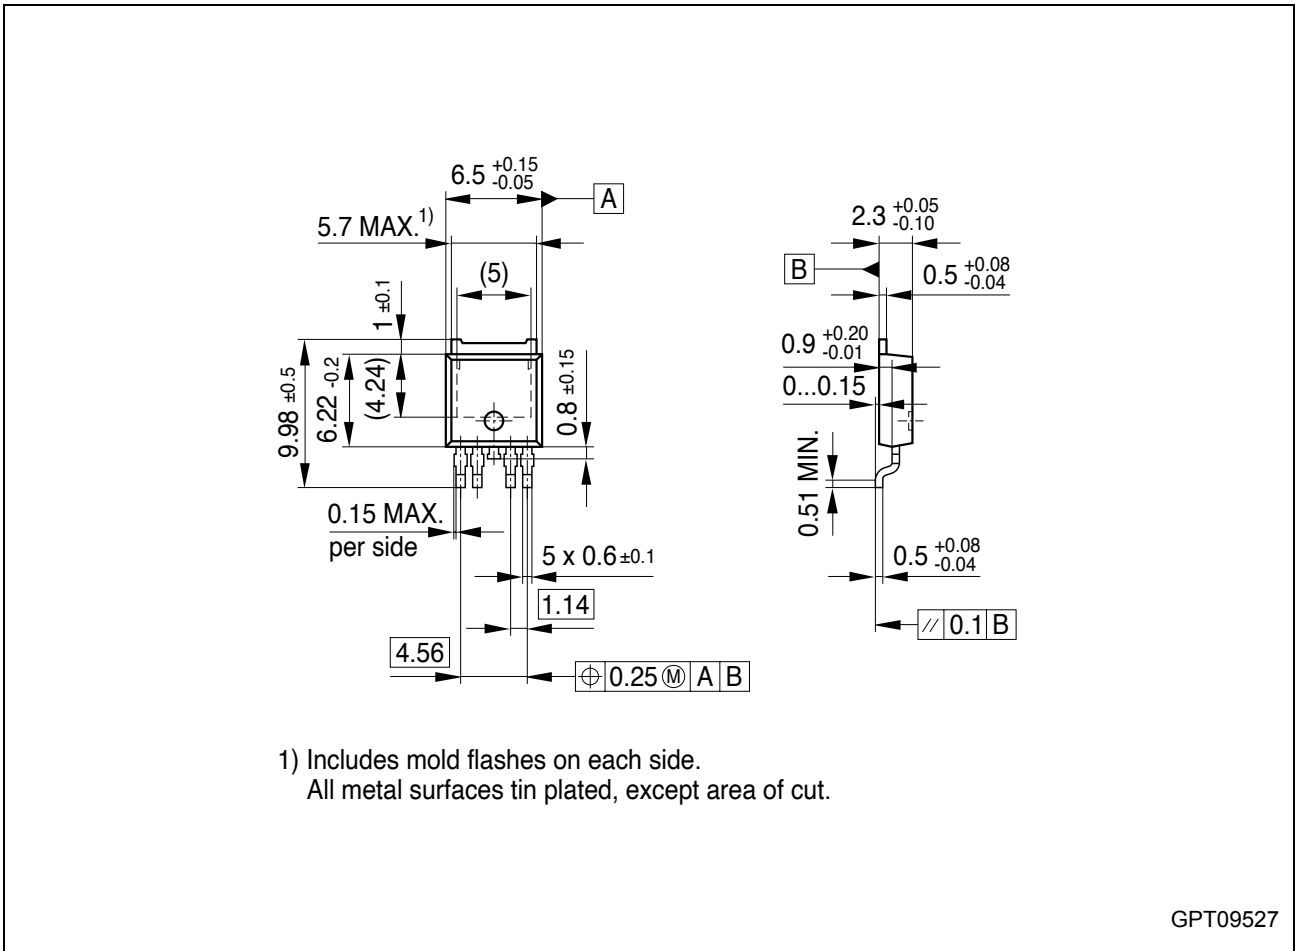 6.5 +0.15 -0.05
A
5.7 MAX. 1)
(5)
1 ±0.1
9.98 ±0.5
6.22 -0.2
(4.24)
0.8 ±0.15
0.15 MAX.
per side
5 x 0.6 ±0.1
1.14
4.56
⌖ 0.25 Ⓜ A B
2.3 +0.05 -0.10
B
0.5 +0.08 -0.04
0.9 +0.20 -0.01
0...0.15
0.51 MIN.
0.5 +0.08 -0.04
// 0.1 B
1) Includes mold flashes on each side.
All metal surfaces tin plated, except area of cut.
GPT09527